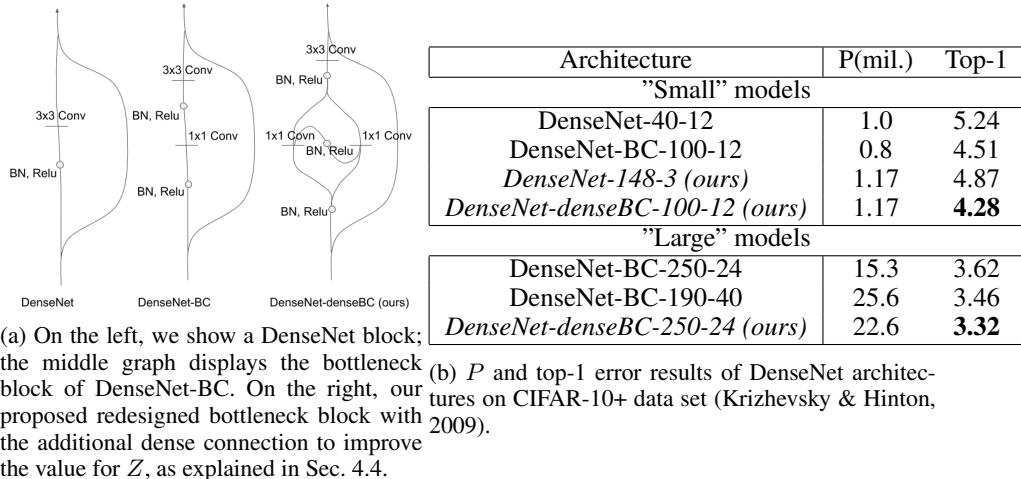 3x3 Conv
BN, Relu
DenseNet
3x3 Conv
BN, Relu
1x1 Conv
BN, Relu
DenseNet-BC
3x3 Conv
BN, Relu
1x1 Covn
1x1 Conv
BN, Relu
BN, Relu
DenseNet-denseBC (ours)
(a) On the left, we show a DenseNet block;
the middle graph displays the bottleneck
block of DenseNet-BC. On the right, our
proposed redesigned bottleneck block with
the additional dense connection to improve
the value for Z, as explained in Sec. 4.4.
Architecture P(mil.) Top-1
”Small” models
DenseNet-40-12 1.0 5.24
DenseNet-BC-100-12 0.8 4.51
DenseNet-148-3 (ours) 1.17 4.87
DenseNet-denseBC-100-12 (ours) 1.17 4.28
”Large” models
DenseNet-BC-250-24 15.3 3.62
DenseNet-BC-190-40 25.6 3.46
DenseNet-denseBC-250-24 (ours) 22.6 3.32
(b) P and top-1 error results of DenseNet architec-
tures on CIFAR-10+ data set (Krizhevsky & Hinton,
2009).